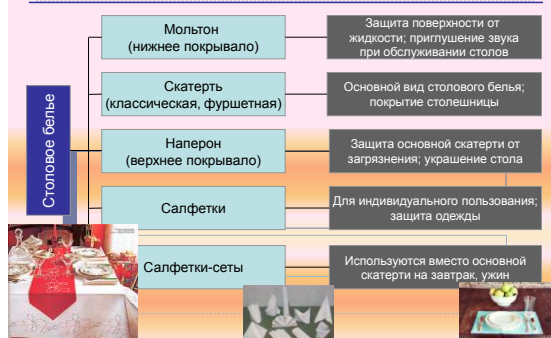 Столовое белье
Мольтон
(нижнее покрывало)
Защита поверхности от
жидкости; приглушение звука
при обслуживании столов
Скатерть
(классическая, фуршетная)
Основной вид столового белья;
покрытие столешницы
Наперон
(верхнее покрывало)
Защита основной скатерти от
загрязнения; украшение стола
Салфетки
Для индивидуального пользования;
защита одежды
Салфетки-сеты
Используются вместо основной
скатерти на завтрак, ужин